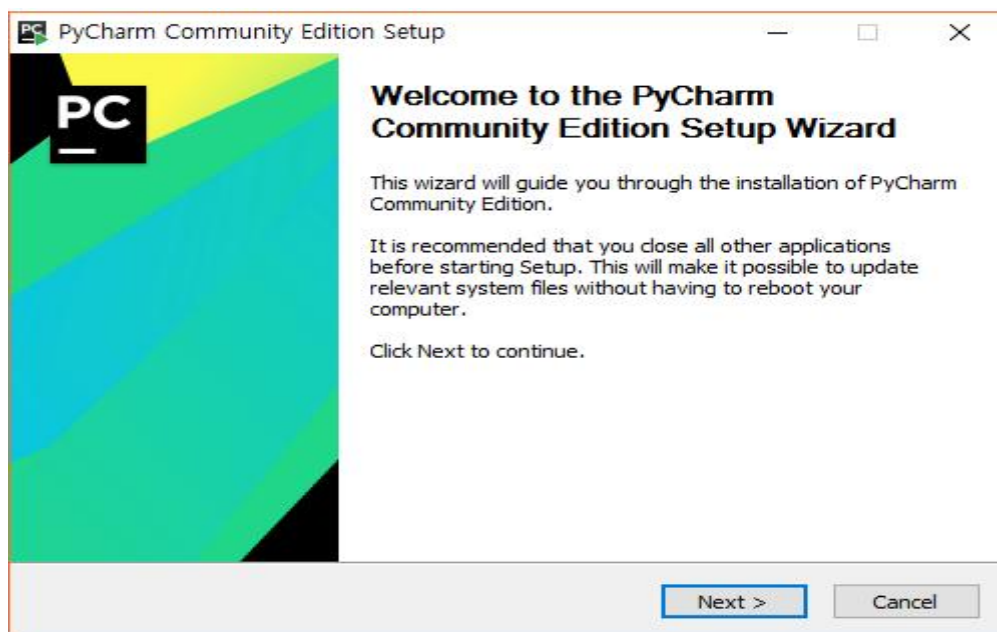 PyCharm Community Edition Setup
PC
Welcome to the PyCharm
Community Edition Setup Wizard
This wizard will guide you through the installation of PyCharm
Community Edition.
It is recommended that you close all other applications
before starting Setup. This will make it possible to update
relevant system files without having to reboot your
computer.
Click Next to continue.
Next >
Cancel